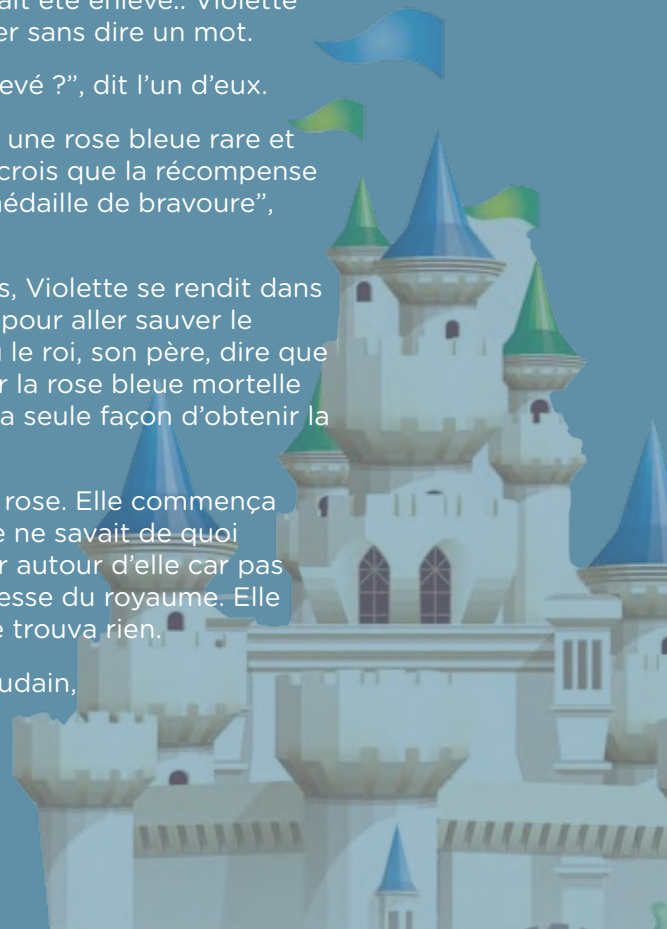 ait été enlevé.. Violette
er sans dire un mot.
evé ?”, dit l’un d’eux.
une rose bleue rare et
crois que la récompense
médaille de bravoure”,
s, Violette se rendit dans
pour aller sauver le
le roi, son père, dire que
r la rose bleue mortelle
a seule façon d’obtenir la
rose. Elle commença
e ne savait de quoi
r autour d’elle car pas
esse du royaume. Elle
e trouva rien.
udain,